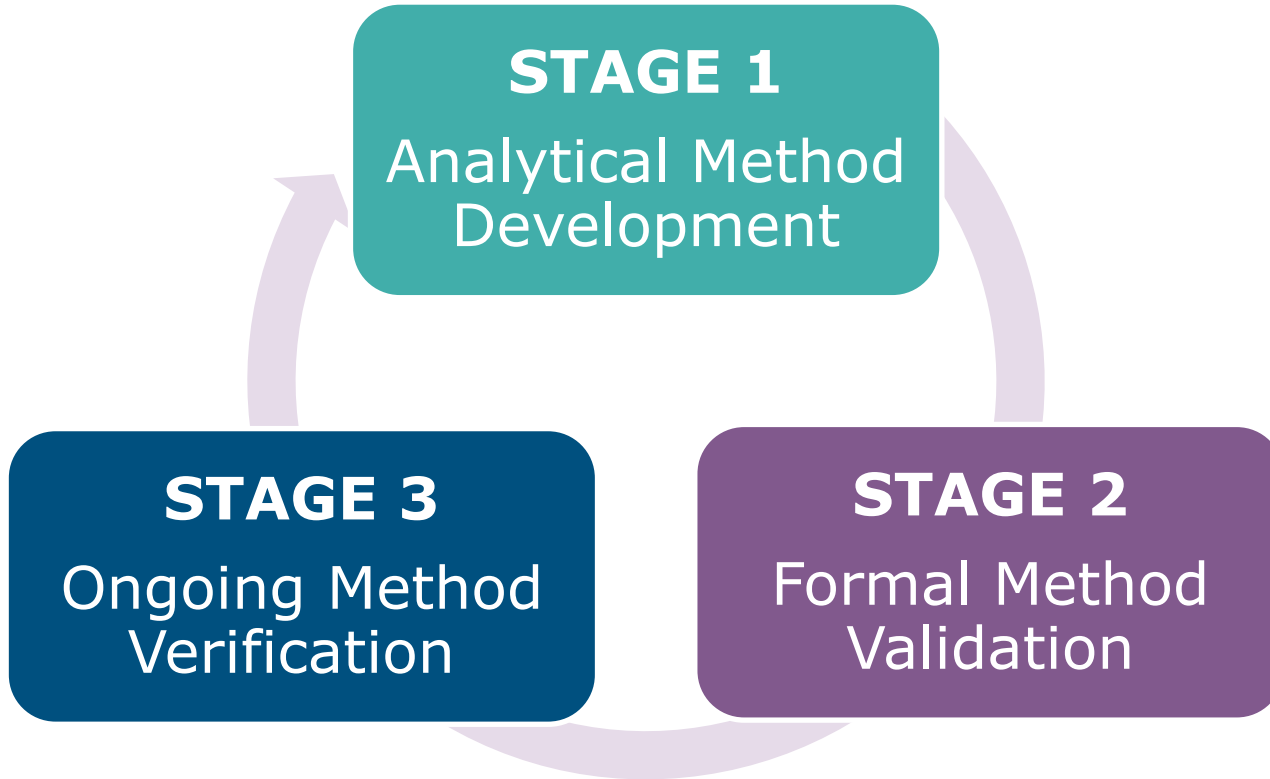 STAGE 1
Analytical Method
Development
STAGE 3
Ongoing Method
Verification
STAGE 2
Formal Method
Validation